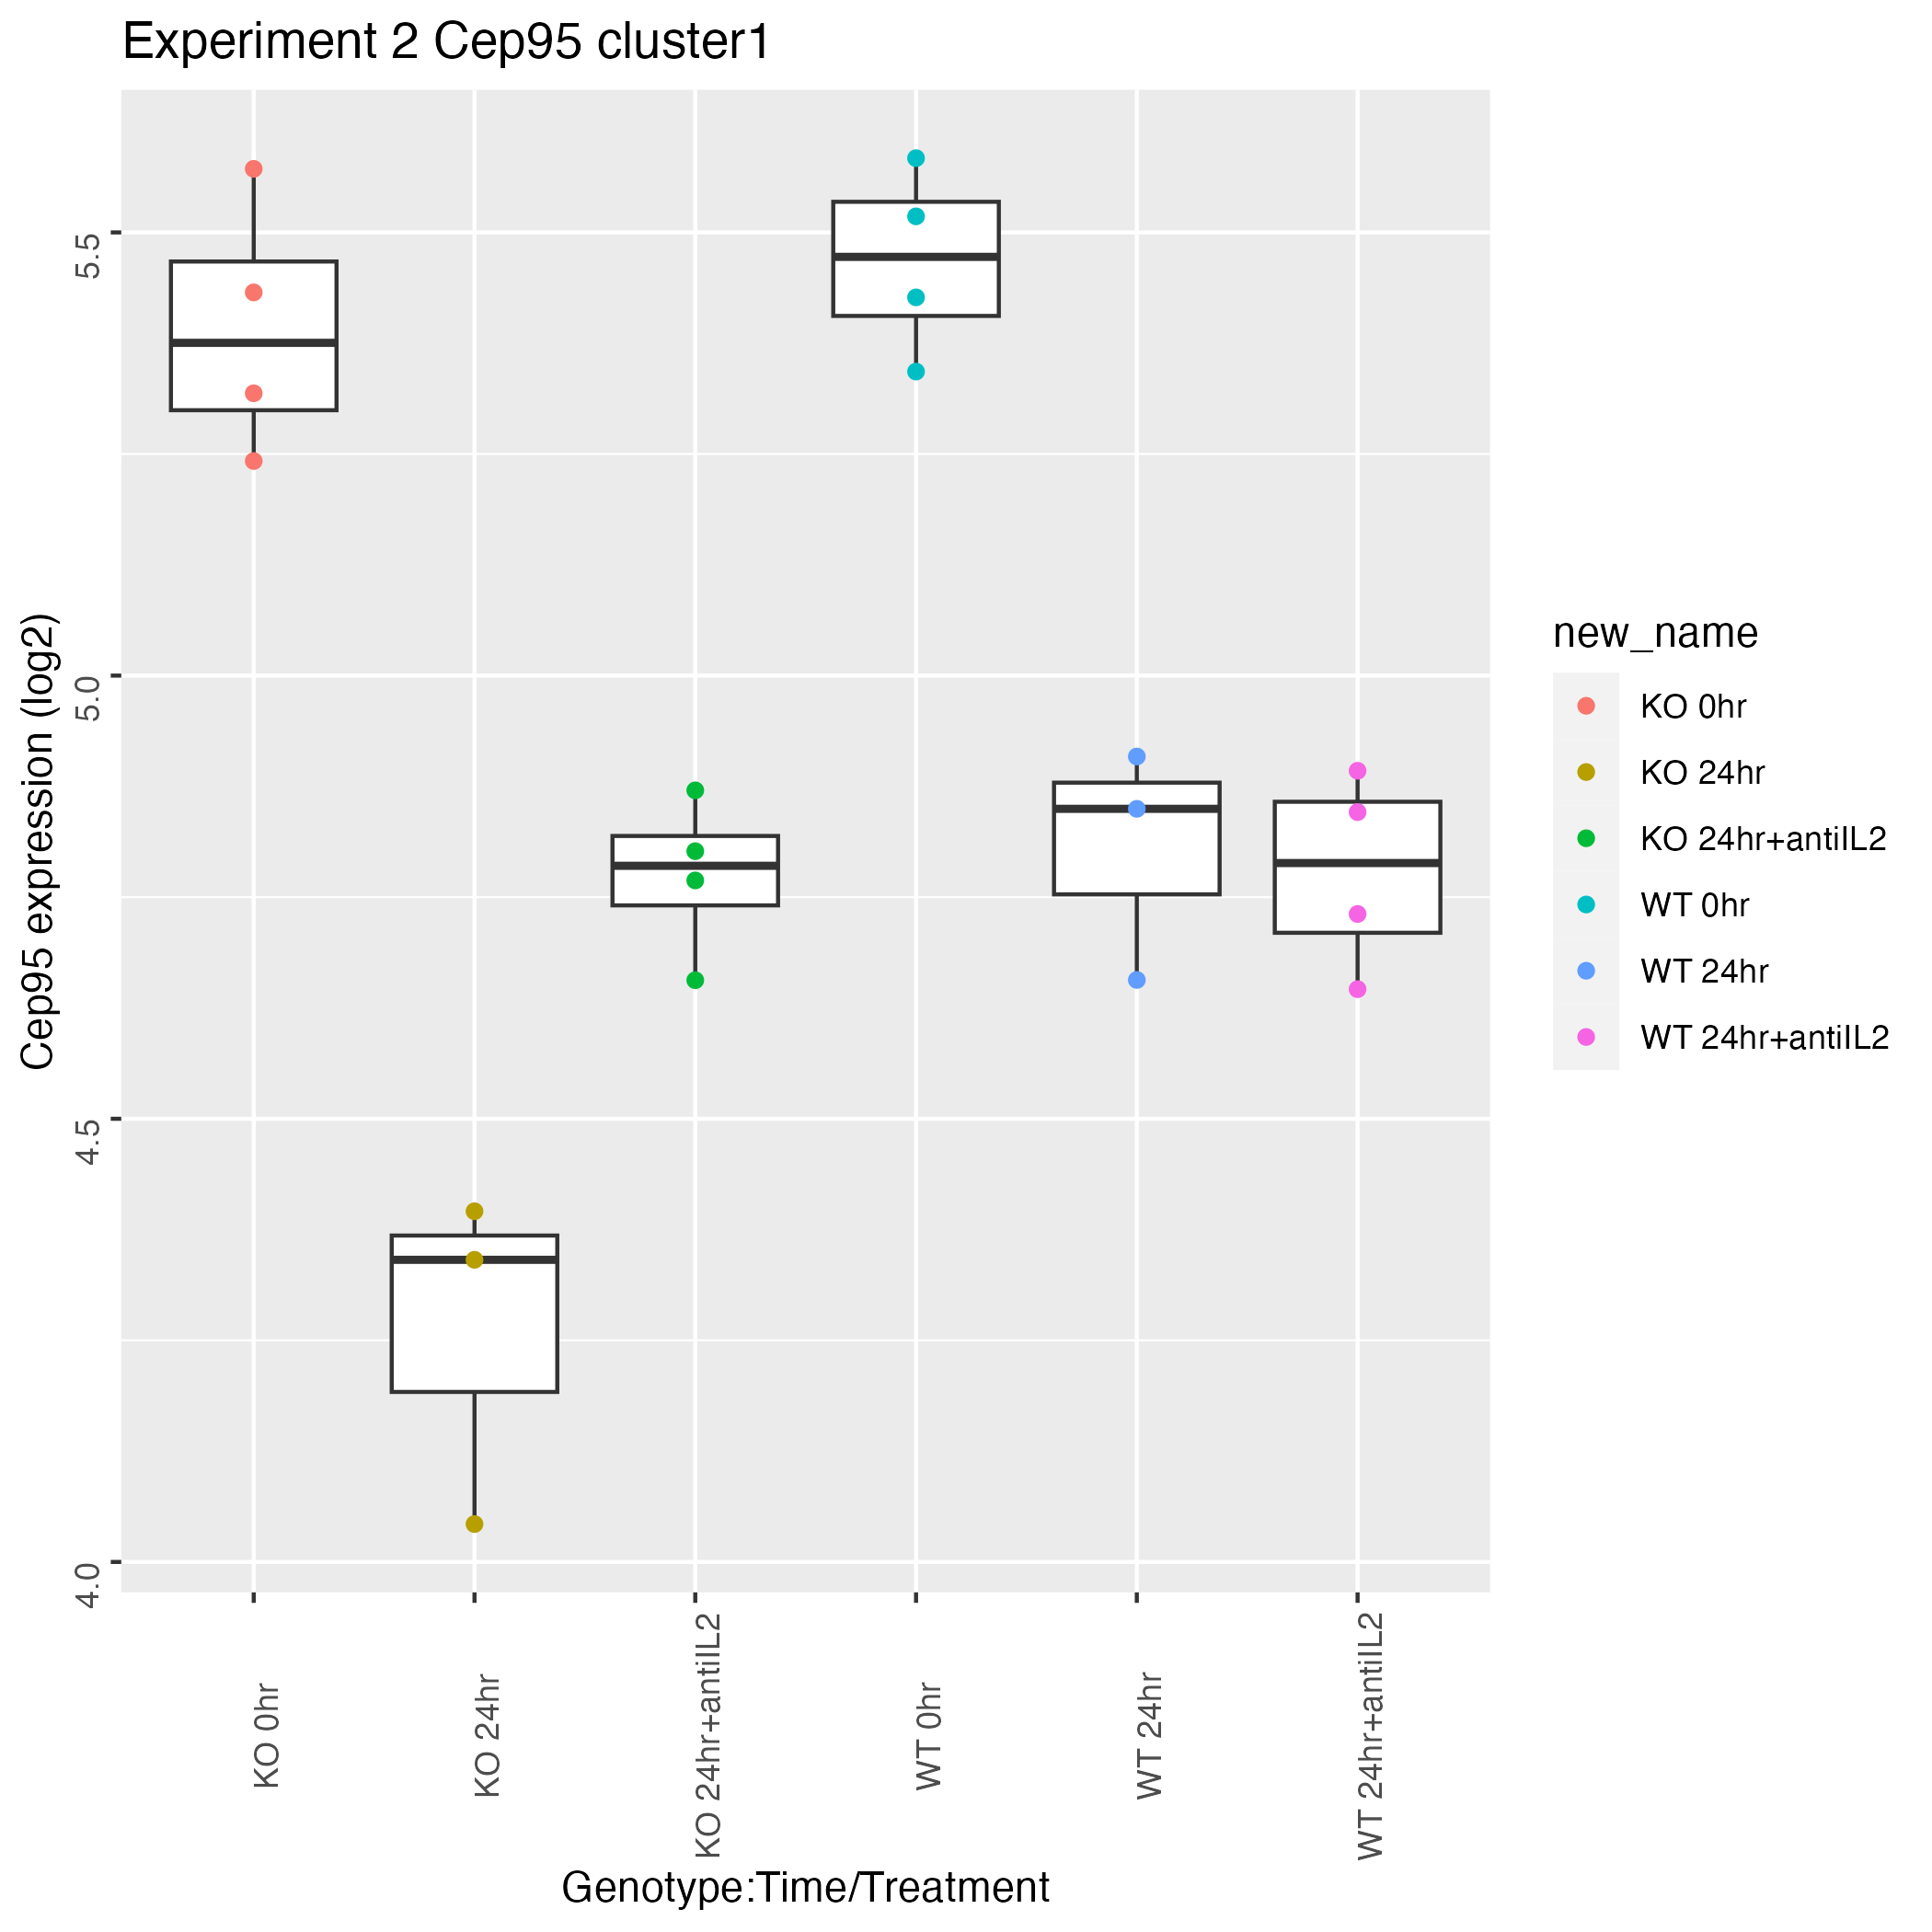 Experiment 2 Cep95 cluster1
Cep95 expression (log2)
5.5
5.0
4.5
4.0
KO 0hr
KO 24hr
KO 24hr+antiIL2
WT 0hr
WT 24hr
WT 24hr+antiIL2
Genotype:Time/Treatment
new_name
KO 0hr
KO 24hr
KO 24hr+antiIL2
WT 0hr
WT 24hr
WT 24hr+antiIL2